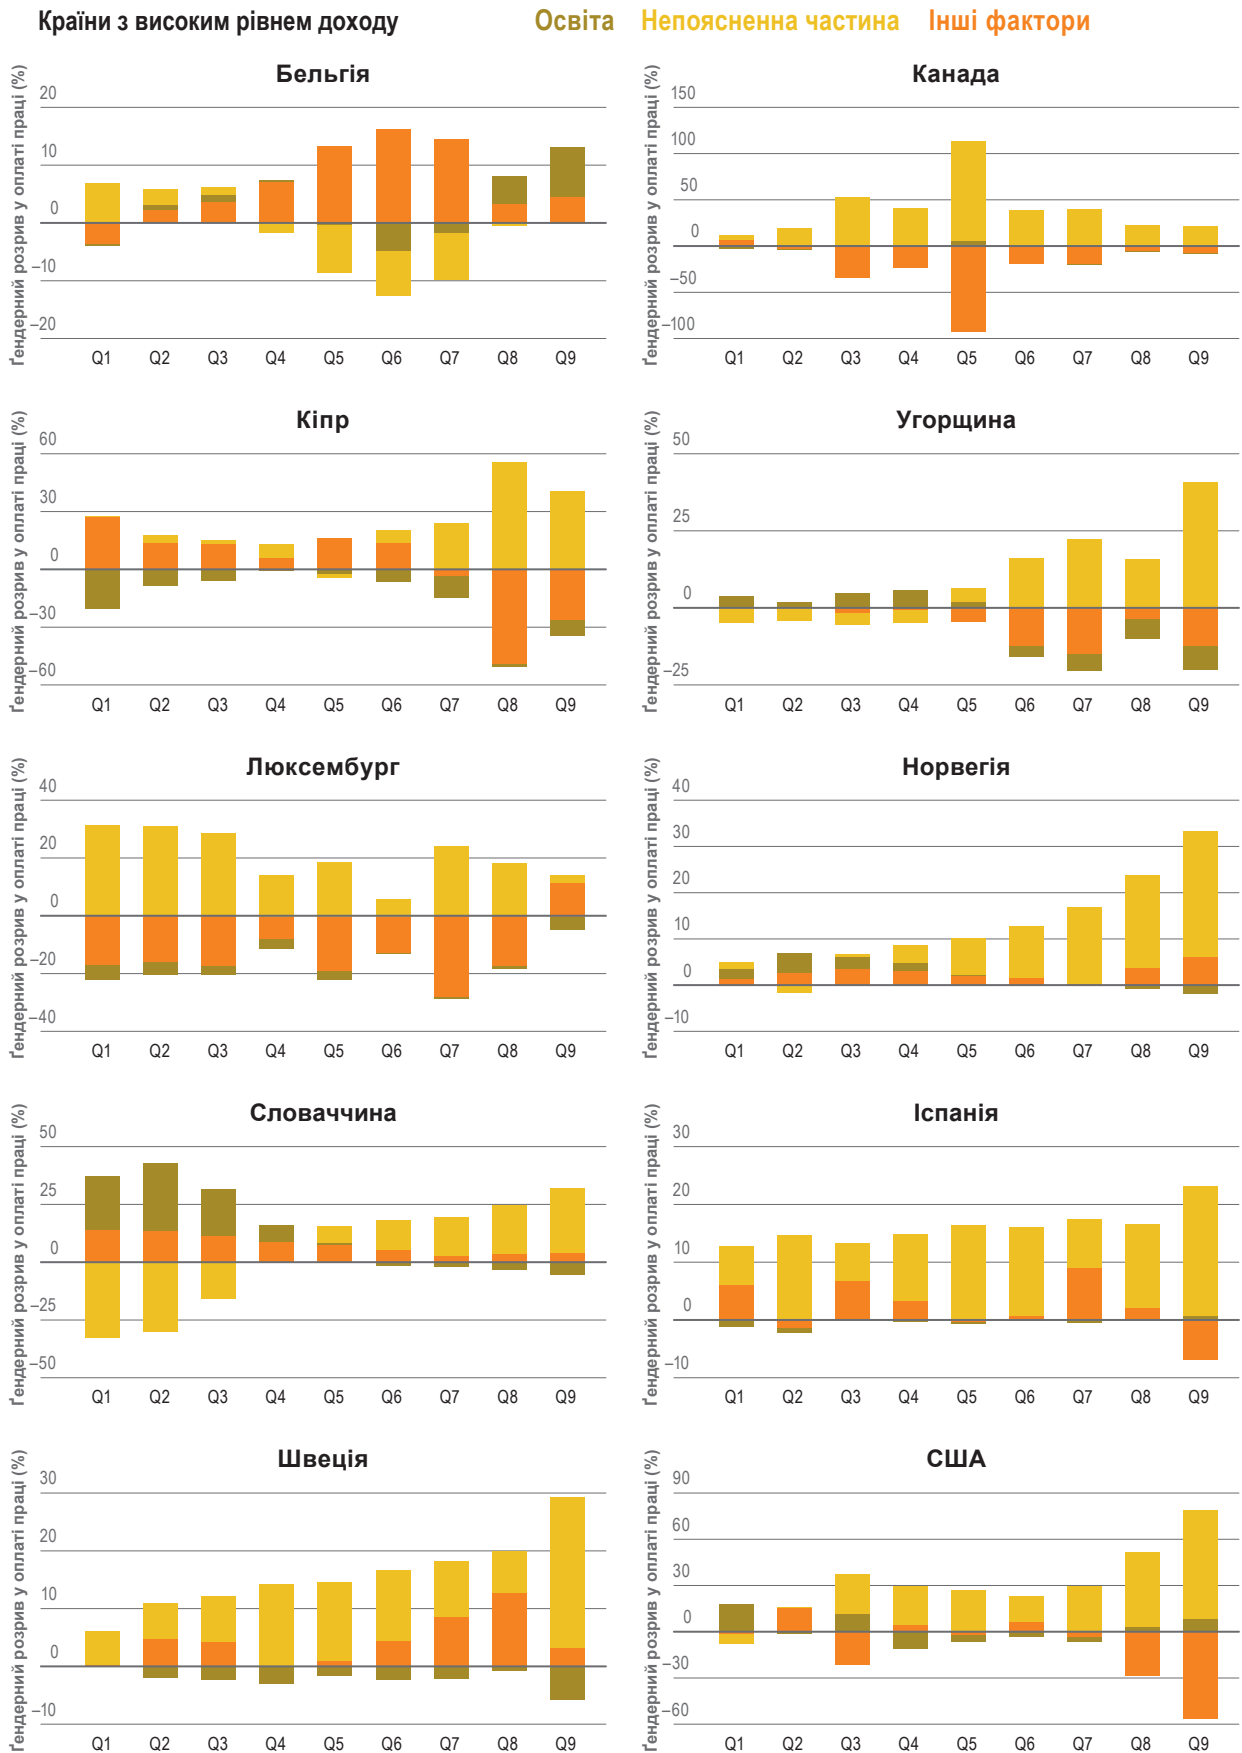 Країни з високим рівнем доходу
Освіта Непоясненна частина Інші фактори
Бельгія
Ґендерний розрив у оплаті праці (%)
20
10
0
–10
–20
Q1 Q2 Q3 Q4 Q5 Q6 Q7 Q8 Q9
Канада
Ґендерний розрив у оплаті праці (%)
150
100
50
0
–50
–100
Q1 Q2 Q3 Q4 Q5 Q6 Q7 Q8 Q9
Кіпр
Ґендерний розрив у оплаті праці (%)
60
30
0
–30
–60
Q1 Q2 Q3 Q4 Q5 Q6 Q7 Q8 Q9
Угорщина
Ґендерний розрив у оплаті праці (%)
50
25
0
–25
Q1 Q2 Q3 Q4 Q5 Q6 Q7 Q8 Q9
Люксембург
Ґендерний розрив у оплаті праці (%)
40
20
0
–20
–40
Q1 Q2 Q3 Q4 Q5 Q6 Q7 Q8 Q9
Норвегія
Ґендерний розрив у оплаті праці (%)
40
30
20
10
0
–10
Q1 Q2 Q3 Q4 Q5 Q6 Q7 Q8 Q9
Словаччина
Ґендерний розрив у оплаті праці (%)
50
25
0
–25
–50
Q1 Q2 Q3 Q4 Q5 Q6 Q7 Q8 Q9
Іспанія
Ґендерний розрив у оплаті праці (%)
30
20
10
0
–10
Q1 Q2 Q3 Q4 Q5 Q6 Q7 Q8 Q9
Швеція
Ґендерний розрив у оплаті праці (%)
30
20
10
0
–10
Q1 Q2 Q3 Q4 Q5 Q6 Q7 Q8 Q9
США
Ґендерний розрив у оплаті праці (%)
90
60
30
0
–30
–60
Q1 Q2 Q3 Q4 Q5 Q6 Q7 Q8 Q9